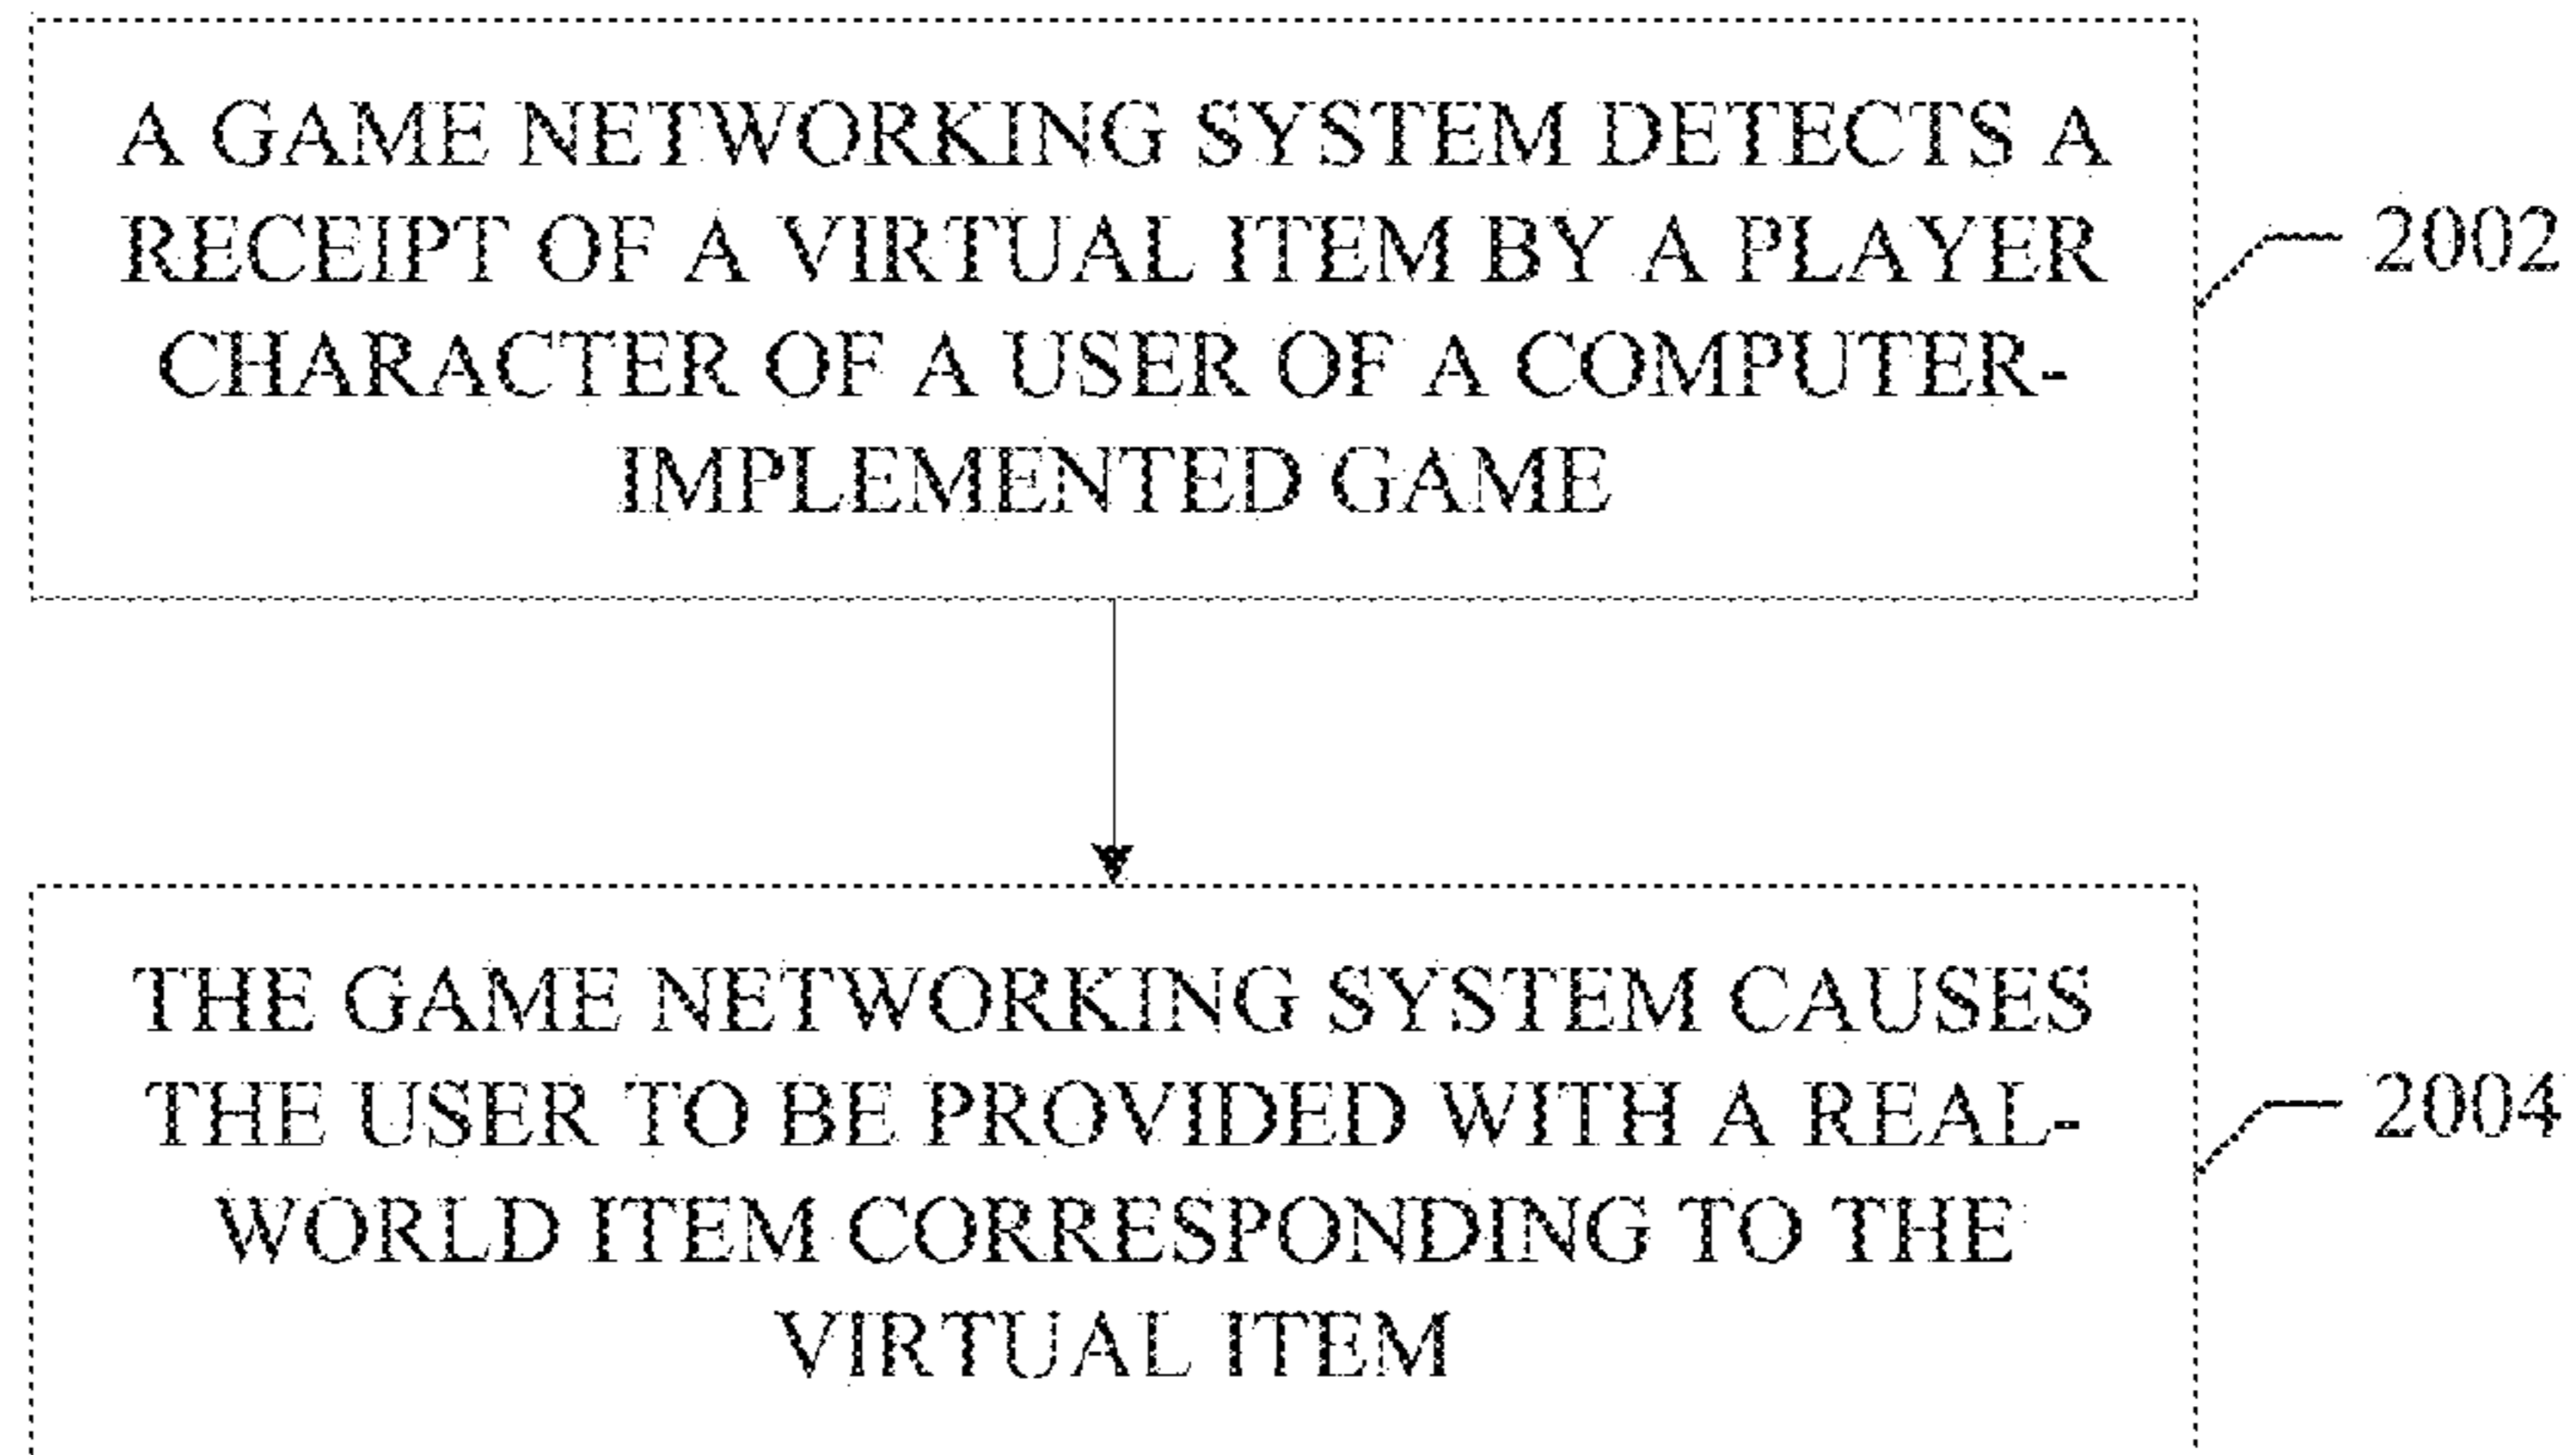 A GAME NETWORKING SYSTEM DETECTS A
RECEIPT OF A VIRTUAL ITEM BY A PLAYER
CHARACTER OF A USER OF A COMPUTER-
IMPLEMENTED GAME
2002
THE GAME NETWORKING SYSTEM CAUSES
THE USER TO BE PROVIDED WITH A REAL-
WORLD ITEM CORRESPONDING TO THE
VIRTUAL ITEM
2004